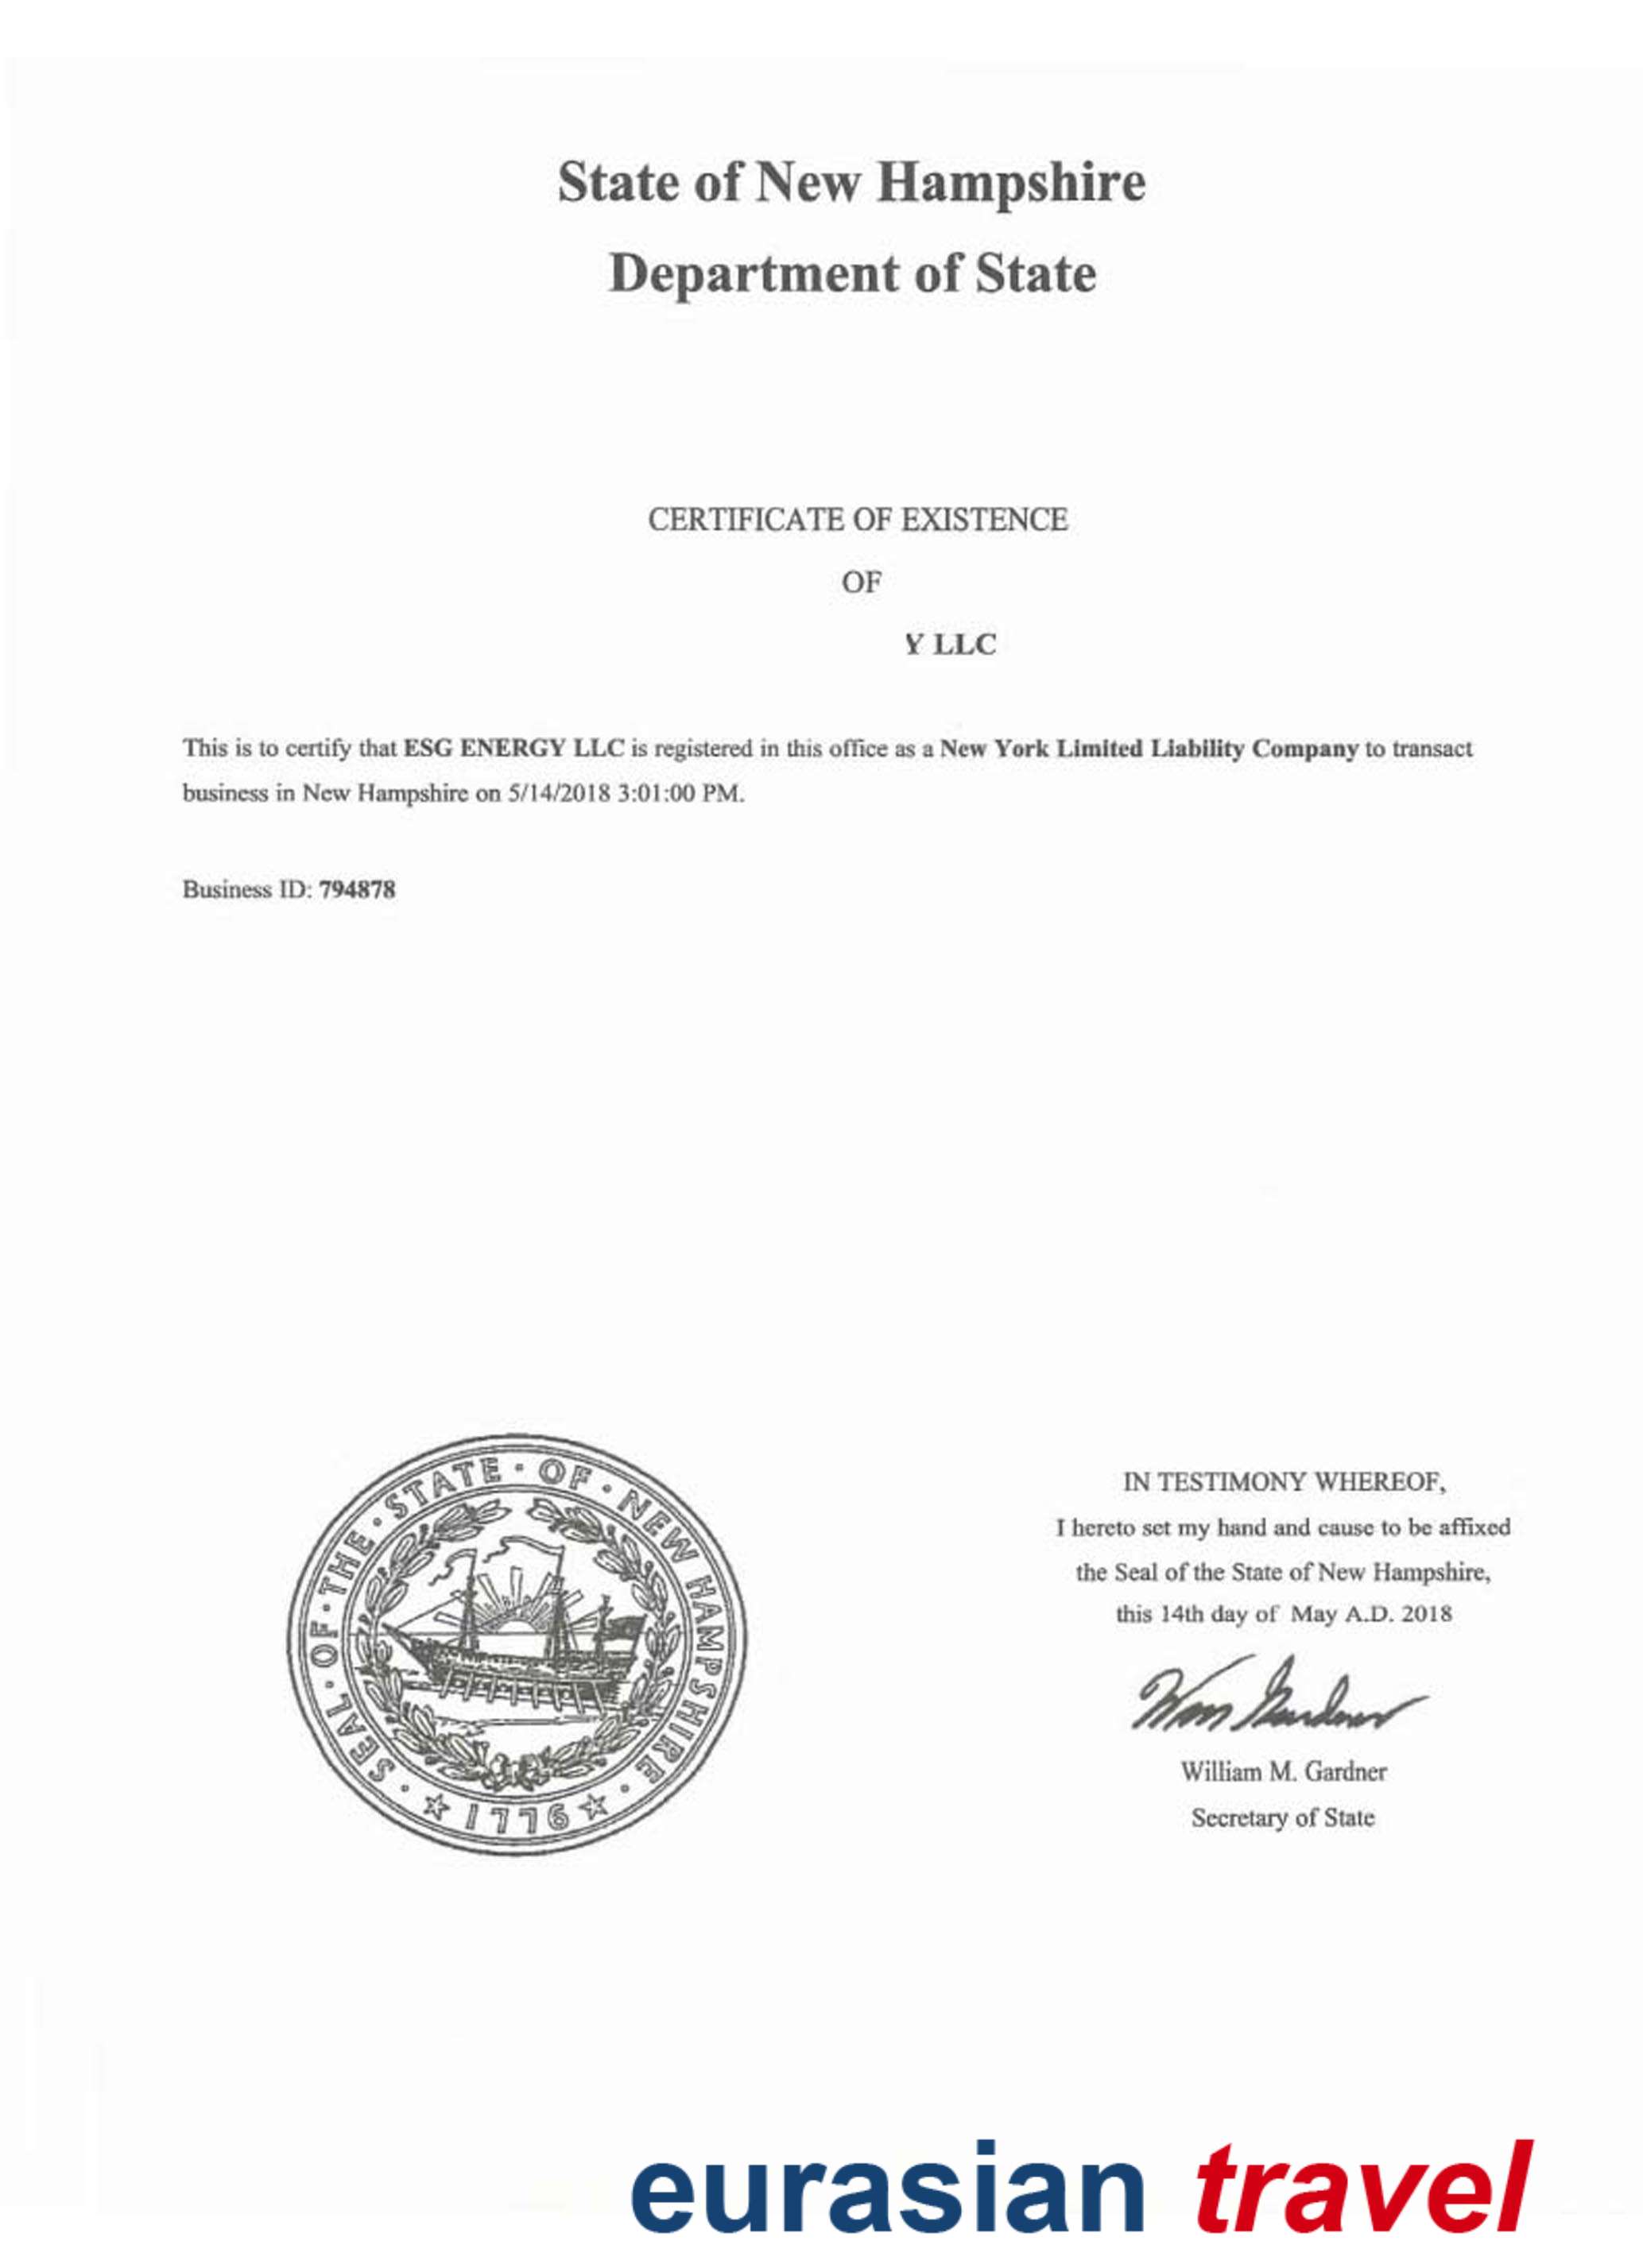 State of New Hampshire
Department of State
CERTIFICATE OF EXISTENCE
OF
Y LLC
This is to certify that ESG ENERGY LLC is registered in this office as a New York Limited Liability Company to transact
business in New Hampshire on 5/14/2018 3:01:00 PM.
Business ID: 794878
SEAL · OF · THE · STATE · OF · NEW HAMPSHIRE ·
1776
IN TESTIMONY WHEREOF,
I hereto set my hand and cause to be affixed
the Seal of the State of New Hampshire,
this 14th day of May A.D. 2018
Wm Gardner
William M. Gardner
Secretary of State
eurasian travel